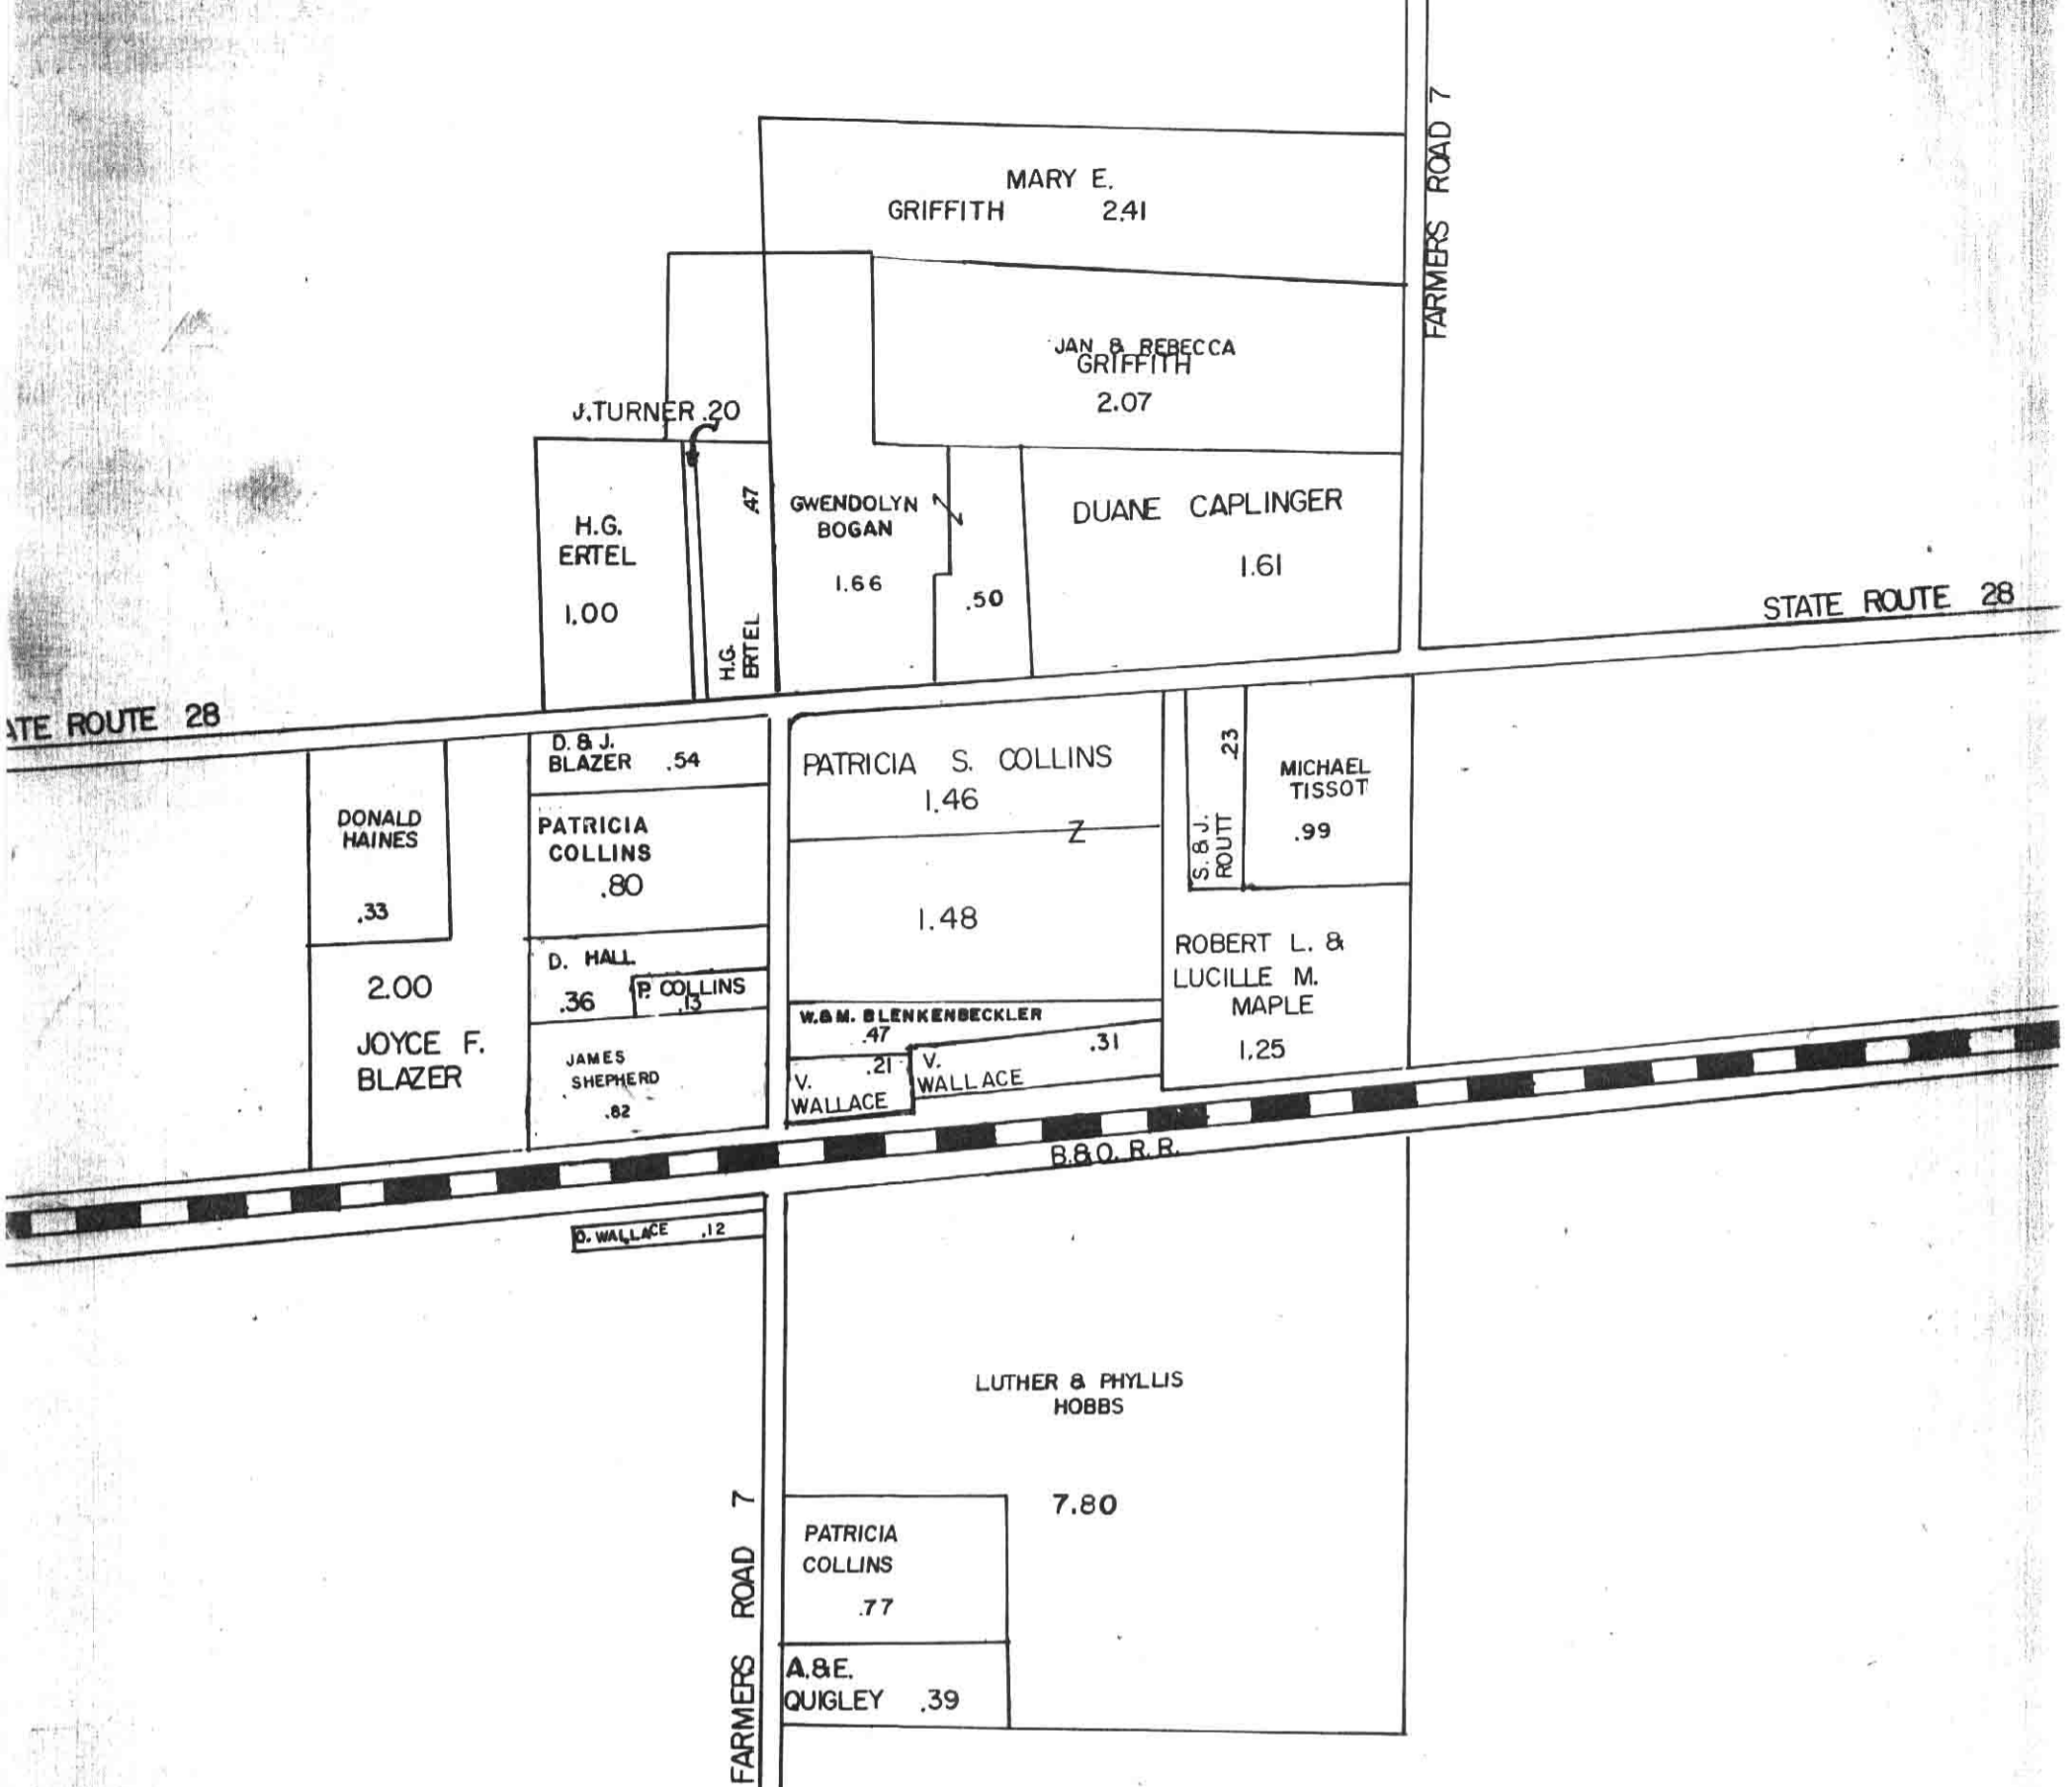 FARMERS ROAD 7
MARY E.
GRIFFITH 2.41
JAN & REBECCA
GRIFFITH
2.07
J. TURNER .20
H.G.
ERTEL
1.00
H.G.
ERTEL .47
GWENDOLYN
BOGAN
1.66
.50
DUANE CAPLINGER
1.61
STATE ROUTE 28
ATE ROUTE 28
DONALD
HAINES
.33
2.00
JOYCE F.
BLAZER
D. & J.
BLAZER .54
PATRICIA
COLLINS
.80
D. HALL
.36
P. COLLINS
.13
JAMES
SHEPHERD
.82
PATRICIA S. COLLINS
1.46
Z
1.48
W. & M. BLENKENBECKLER
.47
V. .21
WALLACE
V. .31
WALLACE
S. & J.
ROUTT .23
MICHAEL
TISSOT
.99
ROBERT L. &
LUCILLE M.
MAPLE
1.25
B. & O. R. R.
O. WALLACE .12
LUTHER & PHYLLIS
HOBBS
7.80
PATRICIA
COLLINS
.77
A. & E.
QUIGLEY .39
FARMERS ROAD 7